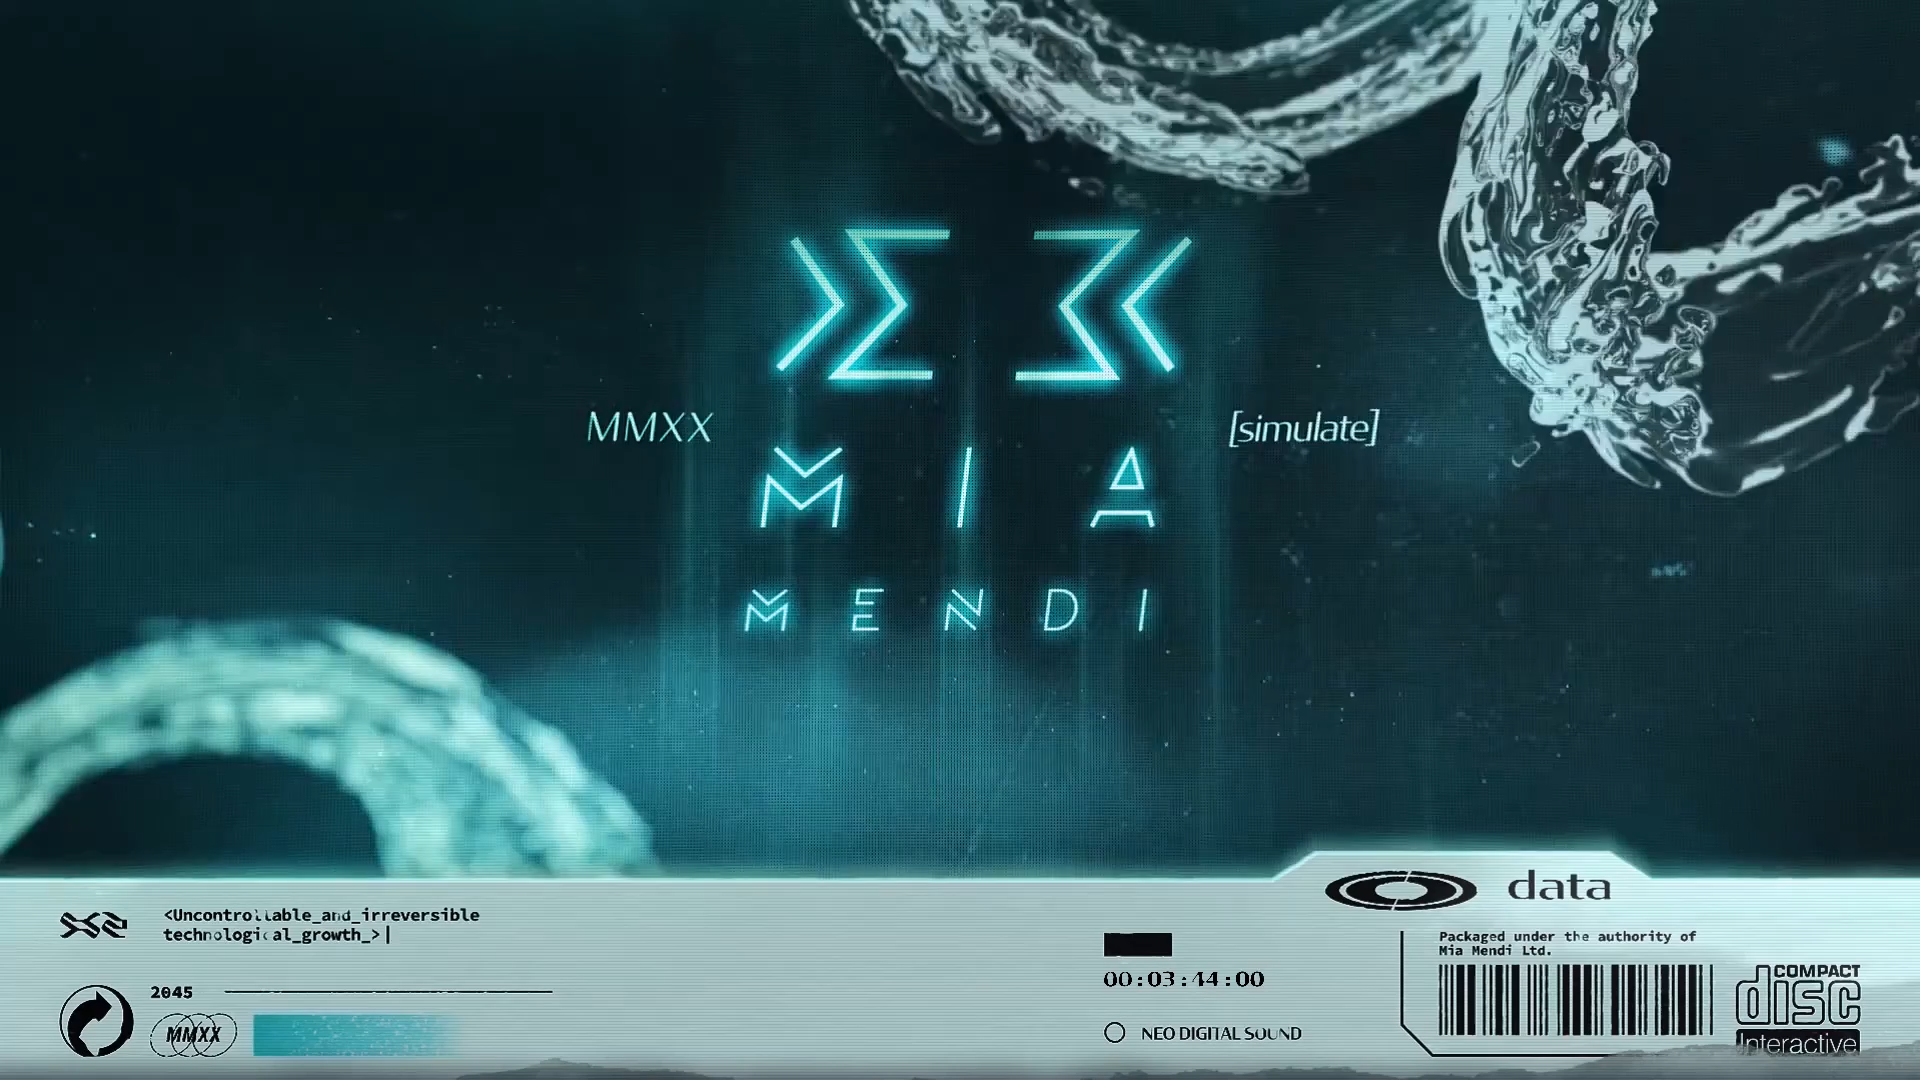 MMXX
[simulate]
MIA
MENDI
data
<Uncontrollable_and_irreversible
technological_growth_>|
Packaged under the authority of
Mia Mendi Ltd.
00:03:44:00
2045
MMXX
NEO DIGITAL SOUND
COMPACT
disc
Interactive